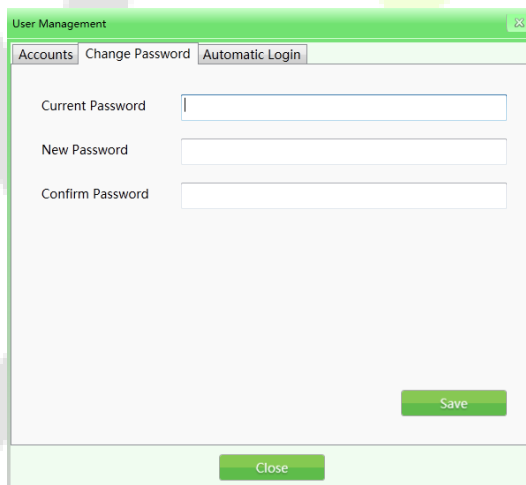 User Management
Accounts Change Password Automatic Login
Current Password
New Password
Confirm Password
Save
Close